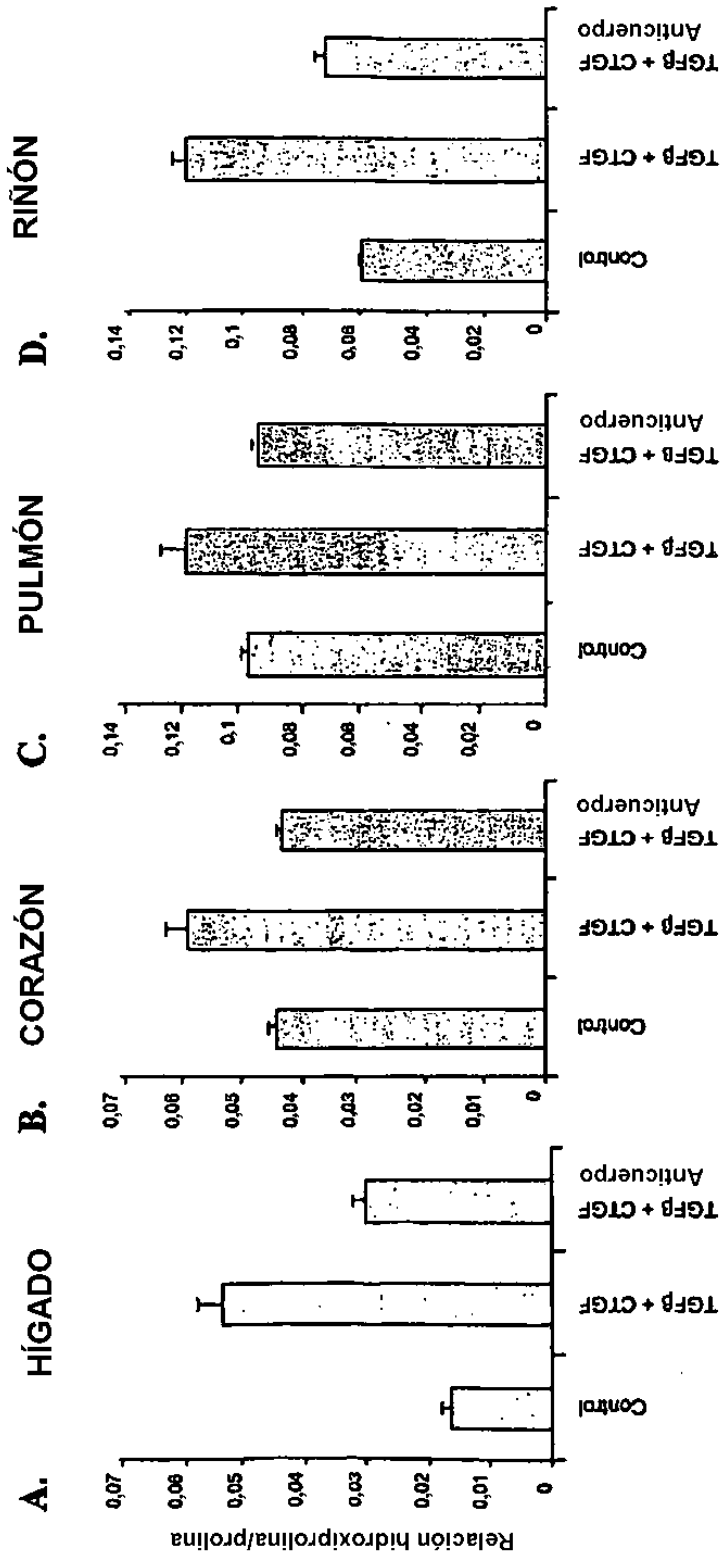 A. HÍGADO
Relación hidroxiprolina/prolina
0,07
0,06
0,05
0,04
0,03
0,02
0,01
0
Control
TGFβ + CTGF
TGFβ + CTGF
Anticuerpo
B. CORAZÓN
0,07
0,06
0,05
0,04
0,03
0,02
0,01
0
Control
TGFβ + CTGF
TGFβ + CTGF
Anticuerpo
C. PULMÓN
0,14
0,12
0,1
0,08
0,06
0,04
0,02
0
Control
TGFβ + CTGF
TGFβ + CTGF
Anticuerpo
D. RIÑÓN
0,14
0,12
0,1
0,08
0,06
0,04
0,02
0
Control
TGFβ + CTGF
TGFβ + CTGF
Anticuerpo